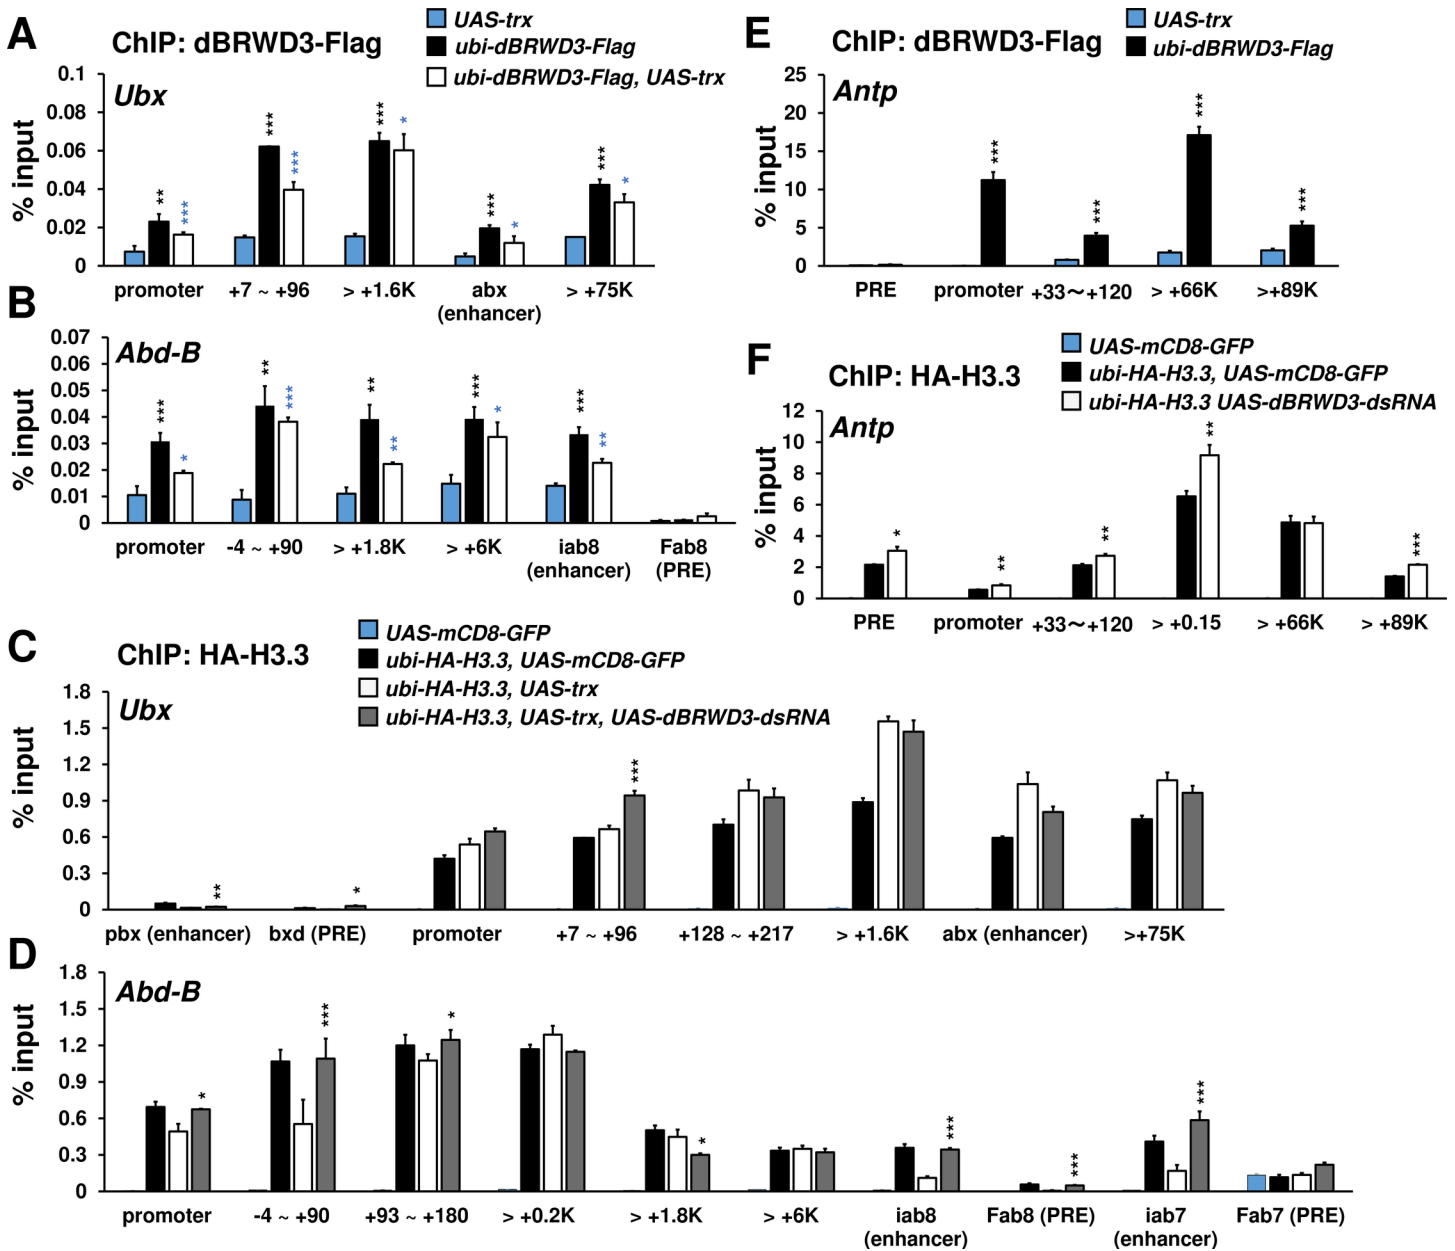 A
ChIP: dBRWD3-Flag
UAS-trx
ubi-dBRWD3-Flag
ubi-dBRWD3-Flag, UAS-trx
Ubx
% input
0.1
0.08
0.06
0.04
0.02
0
** *** *** *** *** * *** * *** *
promoter +7 ~ +96 > +1.6K abx (enhancer) > +75K
B
Abd-B
% input
0.07
0.06
0.05
0.04
0.03
0.02
0.01
0
*** * ** *** ** ** *** * *** **
promoter -4 ~ +90 > +1.8K > +6K iab8 (enhancer) Fab8 (PRE)
C
ChIP: HA-H3.3
UAS-mCD8-GFP
ubi-HA-H3.3, UAS-mCD8-GFP
ubi-HA-H3.3, UAS-trx
ubi-HA-H3.3, UAS-trx, UAS-dBRWD3-dsRNA
Ubx
% input
1.8
1.5
1.2
0.9
0.6
0.3
0
** * ***
pbx (enhancer) bxd (PRE) promoter +7 ~ +96 +128 ~ +217 > +1.6K abx (enhancer) >+75K
D
Abd-B
% input
1.8
1.5
1.2
0.9
0.6
0.3
0
* *** * * *** *** ***
promoter -4 ~ +90 +93 ~ +180 > +0.2K > +1.8K > +6K iab8 (enhancer) Fab8 (PRE) iab7 (enhancer) Fab7 (PRE)
E
ChIP: dBRWD3-Flag
UAS-trx
ubi-dBRWD3-Flag
Antp
% input
25
20
15
10
5
0
*** *** *** ***
PRE promoter +33～+120 > +66K >+89K
F
ChIP: HA-H3.3
UAS-mCD8-GFP
ubi-HA-H3.3, UAS-mCD8-GFP
ubi-HA-H3.3 UAS-dBRWD3-dsRNA
Antp
% input
12
10
8
6
4
2
0
* ** ** ** ***
PRE promoter +33～+120 > +0.15 > +66K > +89K